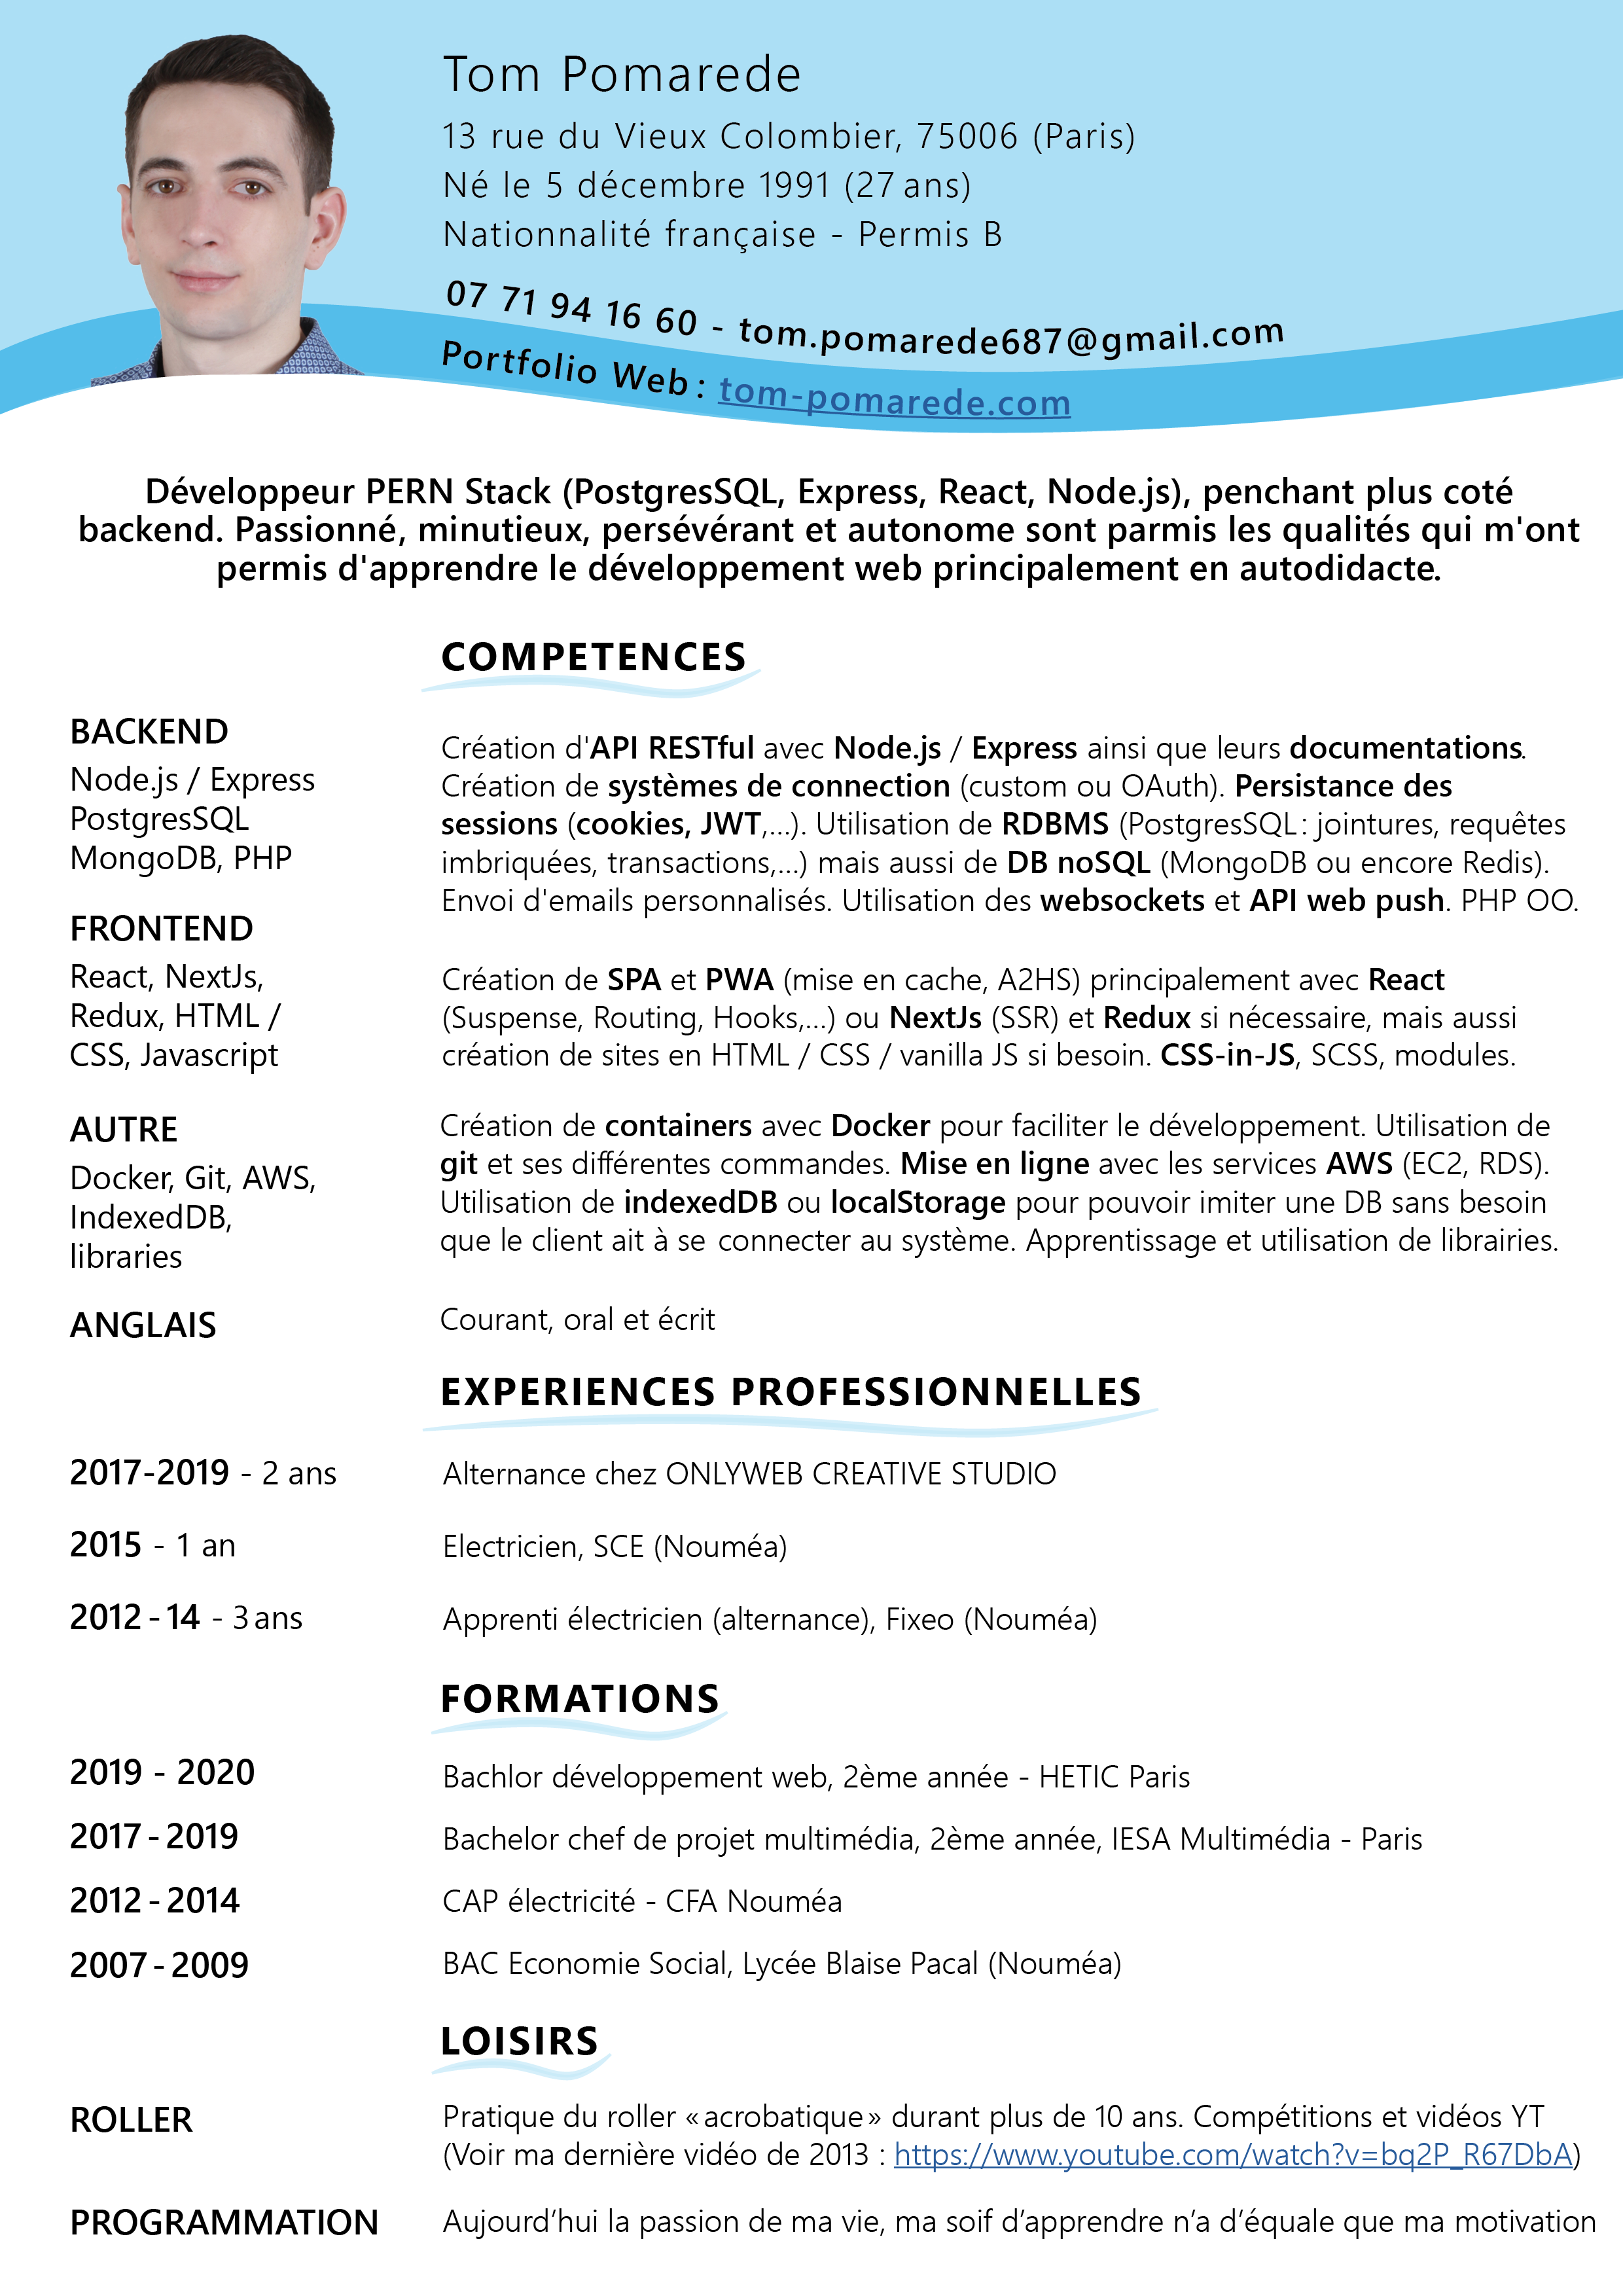 Tom Pomarede
13 rue du Vieux Colombier, 75006 (Paris)
Né le 5 décembre 1991 (27 ans)
Nationnalité française - Permis B
07 71 94 16 60 - tom.pomarede687@gmail.com
Portfolio Web : tom-pomarede.com
Développeur PERN Stack (PostgresSQL, Express, React, Node.js), penchant plus coté
backend. Passionné, minutieux, persévérant et autonome sont parmis les qualités qui m'ont
permis d'apprendre le développement web principalement en autodidacte.
COMPETENCES
BACKEND
Node.js / Express
PostgresSQL
MongoDB, PHP
Création d'API RESTful avec Node.js / Express ainsi que leurs documentations.
Création de systèmes de connection (custom ou OAuth). Persistance des
sessions (cookies, JWT,...). Utilisation de RDBMS (PostgresSQL : jointures, requêtes
imbriquées, transactions,...) mais aussi de DB noSQL (MongoDB ou encore Redis).
Envoi d'emails personnalisés. Utilisation des websockets et API web push. PHP OO.
FRONTEND
React, NextJs,
Redux, HTML /
CSS, Javascript
Création de SPA et PWA (mise en cache, A2HS) principalement avec React
(Suspense, Routing, Hooks,...) ou NextJs (SSR) et Redux si nécessaire, mais aussi
création de sites en HTML / CSS / vanilla JS si besoin. CSS-in-JS, SCSS, modules.
AUTRE
Docker, Git, AWS,
IndexedDB,
libraries
Création de containers avec Docker pour faciliter le développement. Utilisation de
git et ses différentes commandes. Mise en ligne avec les services AWS (EC2, RDS).
Utilisation de indexedDB ou localStorage pour pouvoir imiter une DB sans besoin
que le client ait à se connecter au système. Apprentissage et utilisation de librairies.
ANGLAIS
Courant, oral et écrit
EXPERIENCES PROFESSIONNELLES
2017-2019 - 2 ans
Alternance chez ONLYWEB CREATIVE STUDIO
2015 - 1 an
Electricien, SCE (Nouméa)
2012 - 14 - 3 ans
Apprenti électricien (alternance), Fixeo (Nouméa)
FORMATIONS
2019 - 2020
Bachlor développement web, 2ème année - HETIC Paris
2017 - 2019
Bachelor chef de projet multimédia, 2ème année, IESA Multimédia - Paris
2012 - 2014
CAP électricité - CFA Nouméa
2007 - 2009
BAC Economie Social, Lycée Blaise Pacal (Nouméa)
LOISIRS
ROLLER
Pratique du roller « acrobatique » durant plus de 10 ans. Compétitions et vidéos YT
(Voir ma dernière vidéo de 2013 : https://www.youtube.com/watch?v=bq2P_R67DbA)
PROGRAMMATION
Aujourd’hui la passion de ma vie, ma soif d’apprendre n’a d’équale que ma motivation